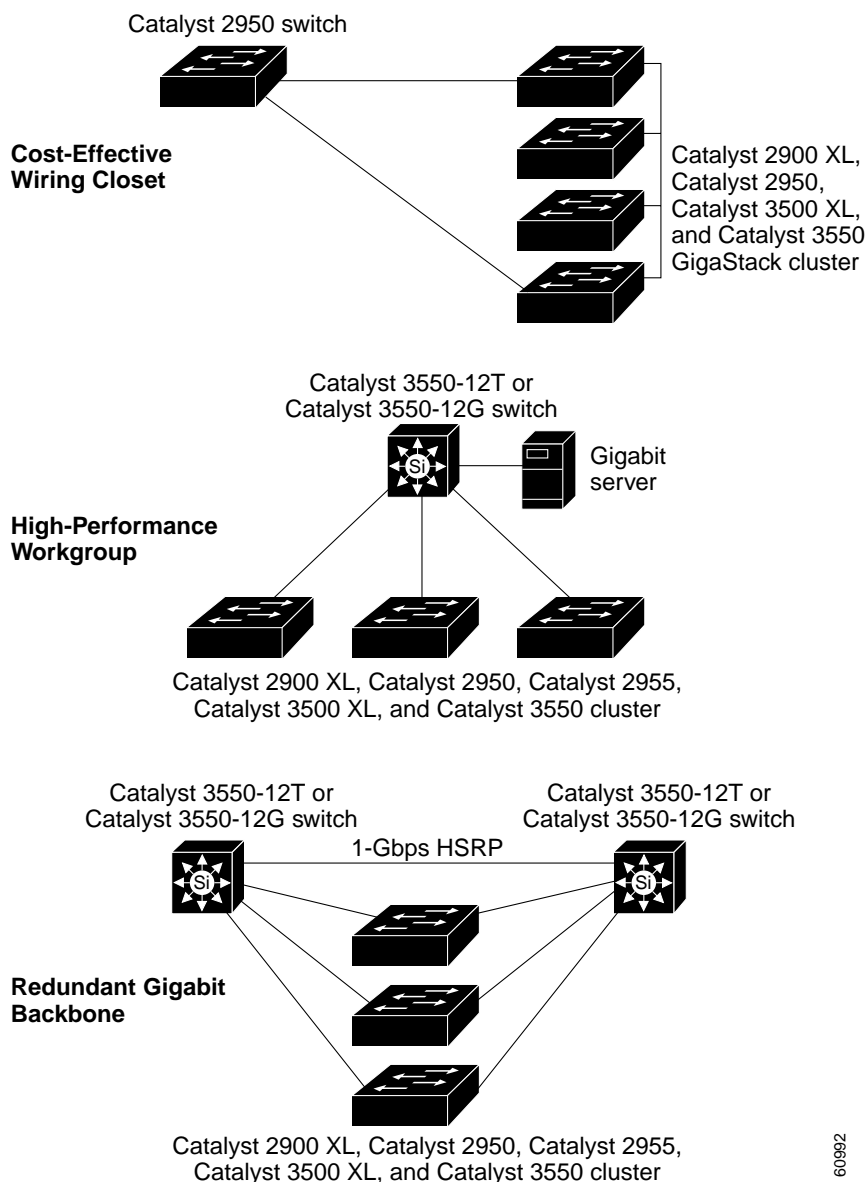 Catalyst 2950 switch
Cost-Effective
Wiring Closet
Catalyst 2900 XL,
Catalyst 2950,
Catalyst 3500 XL,
and Catalyst 3550
GigaStack cluster
Catalyst 3550-12T or
Catalyst 3550-12G switch
Si
Gigabit
server
High-Performance
Workgroup
Catalyst 2900 XL, Catalyst 2950, Catalyst 2955,
Catalyst 3500 XL, and Catalyst 3550 cluster
Catalyst 3550-12T or
Catalyst 3550-12G switch
Catalyst 3550-12T or
Catalyst 3550-12G switch
1-Gbps HSRP
Si
Si
Redundant Gigabit
Backbone
Catalyst 2900 XL, Catalyst 2950, Catalyst 2955,
Catalyst 3500 XL, and Catalyst 3550 cluster
60992